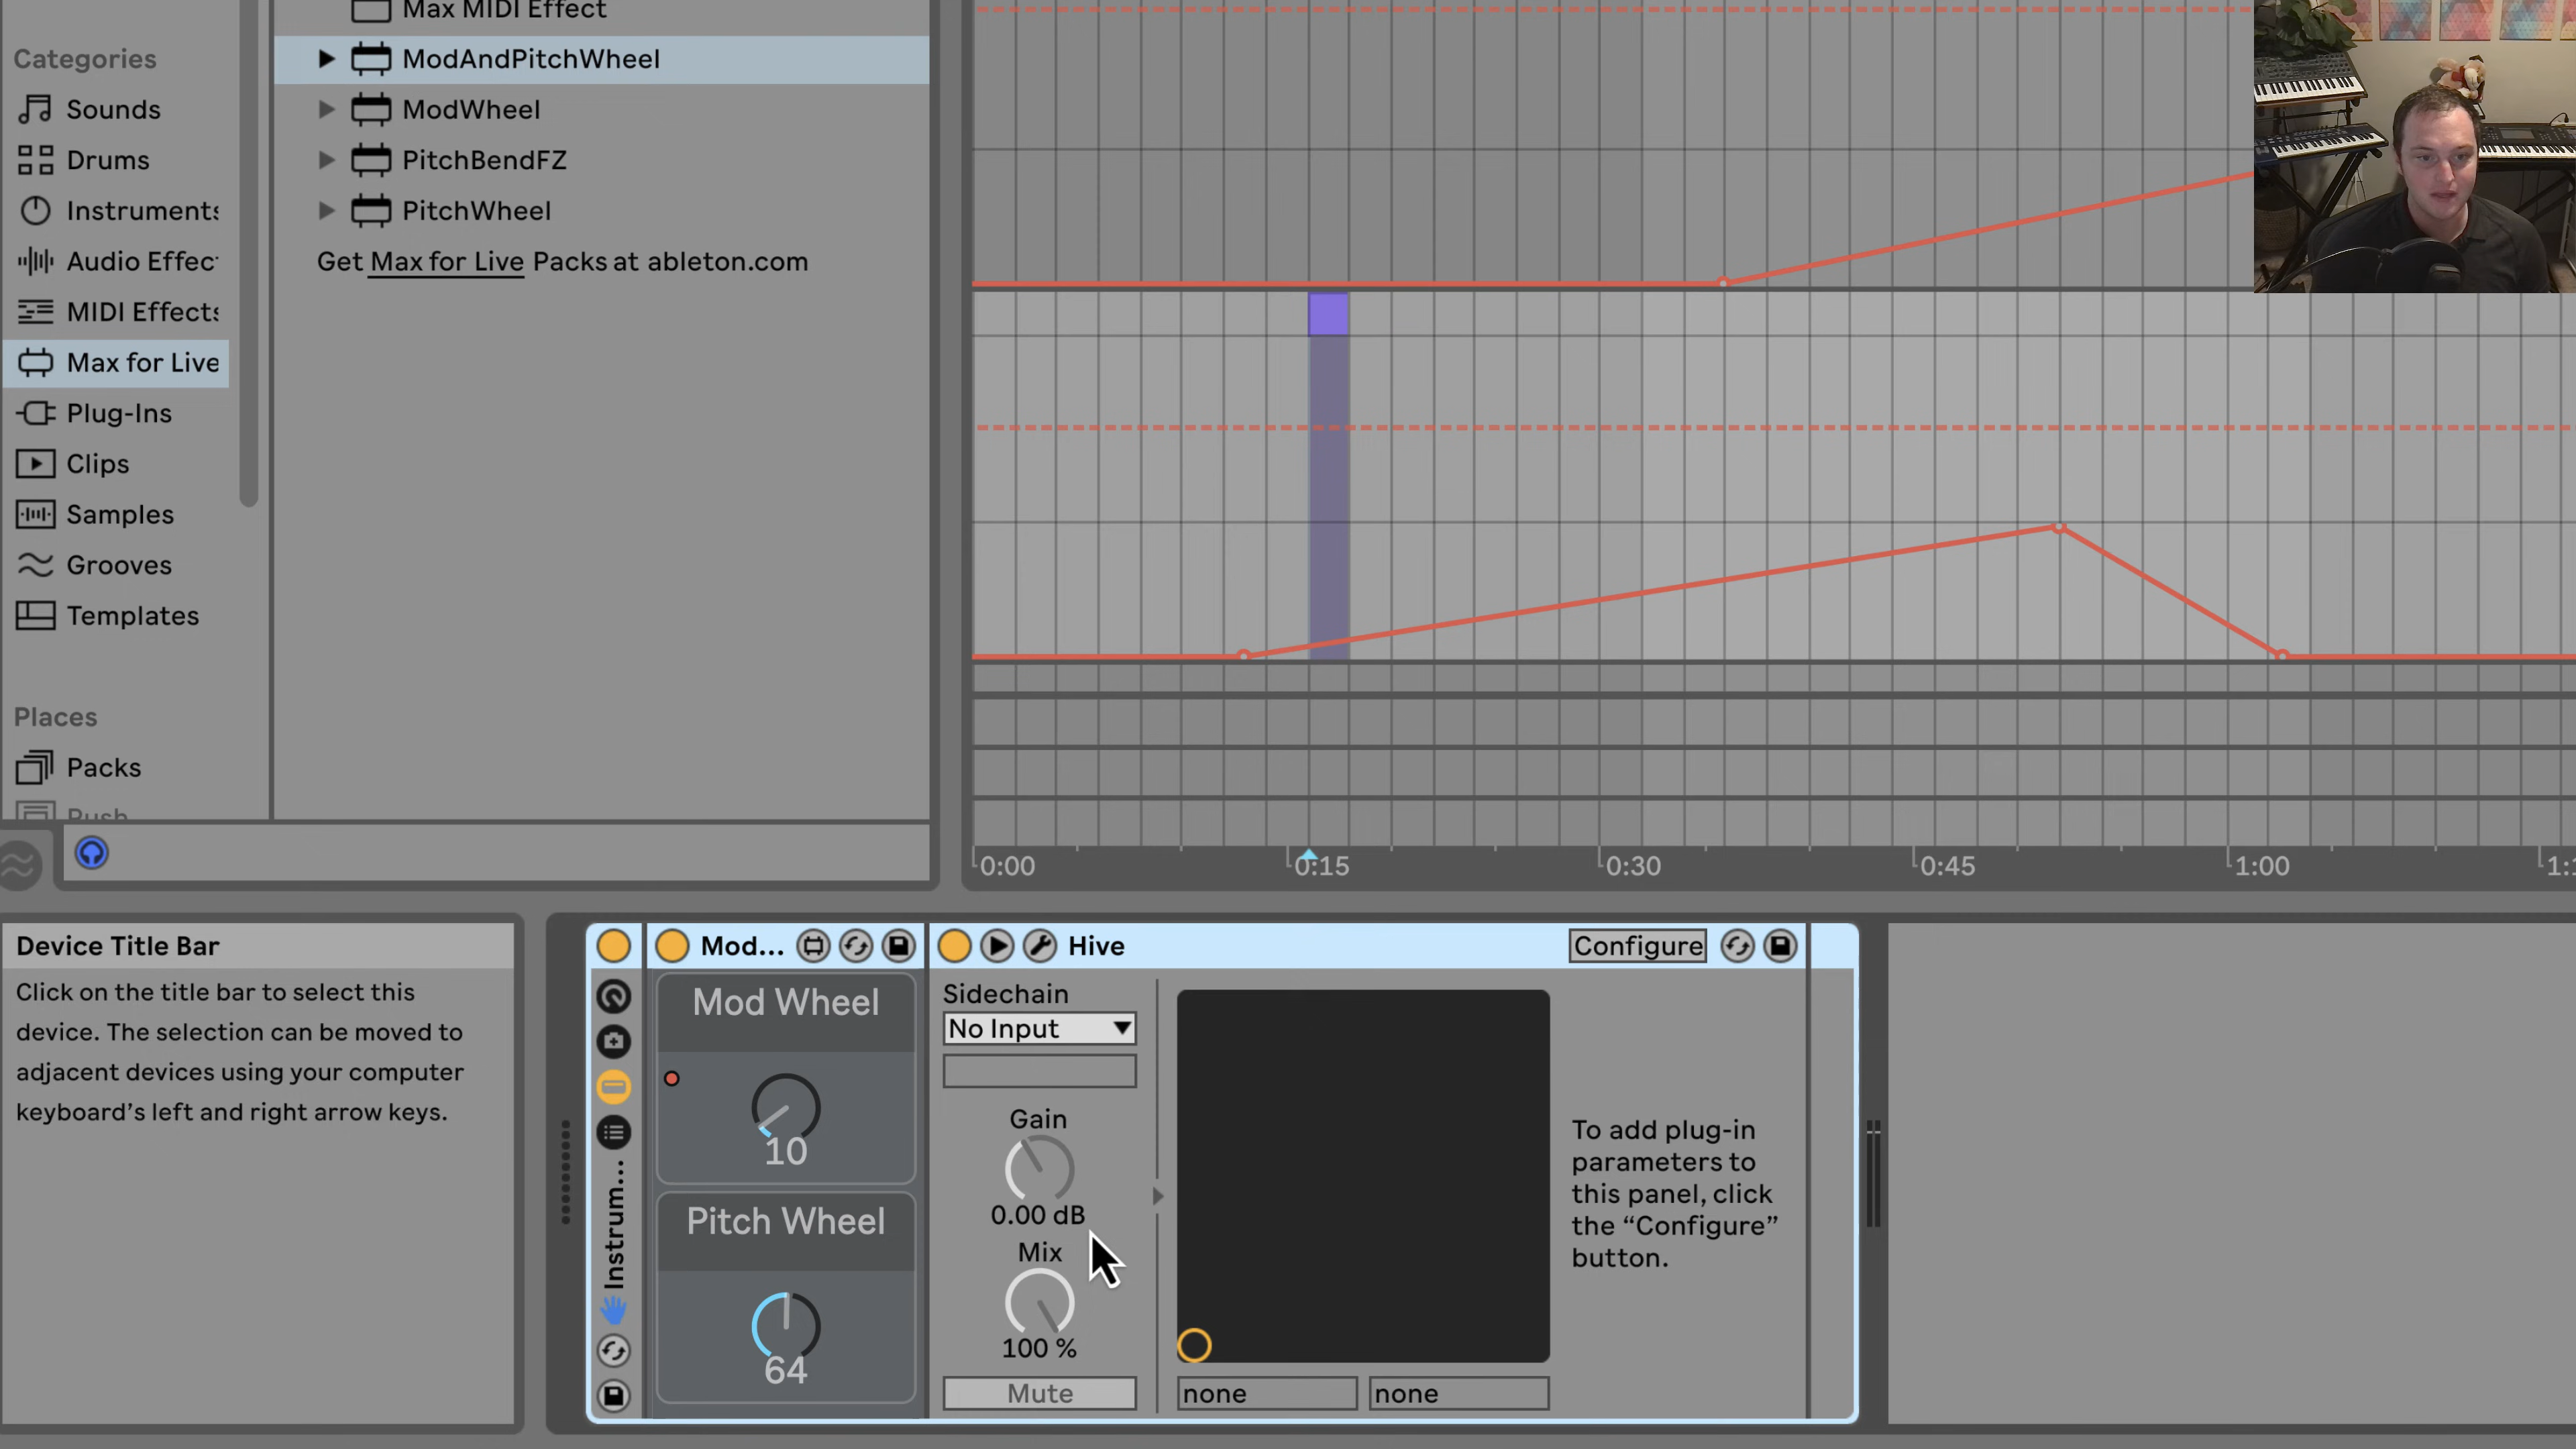 Max MIDI Effect
Categories
ModAndPitchWheel
Sounds
ModWheel
Drums
PitchBendFZ
Instruments
PitchWheel
Audio Effec
Get Max for Live Packs at ableton.com
MIDI Effects
Max for Live
Plug-Ins
Clips
Samples
Grooves
Templates
Places
Packs
Push
0:00
0:15
0:30
0:45
1:00
1:1
Device Title Bar
Click on the title bar to select this
device. The selection can be moved to
adjacent devices using your computer
keyboard's left and right arrow keys.
Instrum...
Mod...
Mod Wheel
10
Pitch Wheel
64
Hive
Configure
Sidechain
No Input
Gain
0.00 dB
Mix
100 %
Mute
none
none
To add plug-in
parameters to
this panel, click
the “Configure”
button.